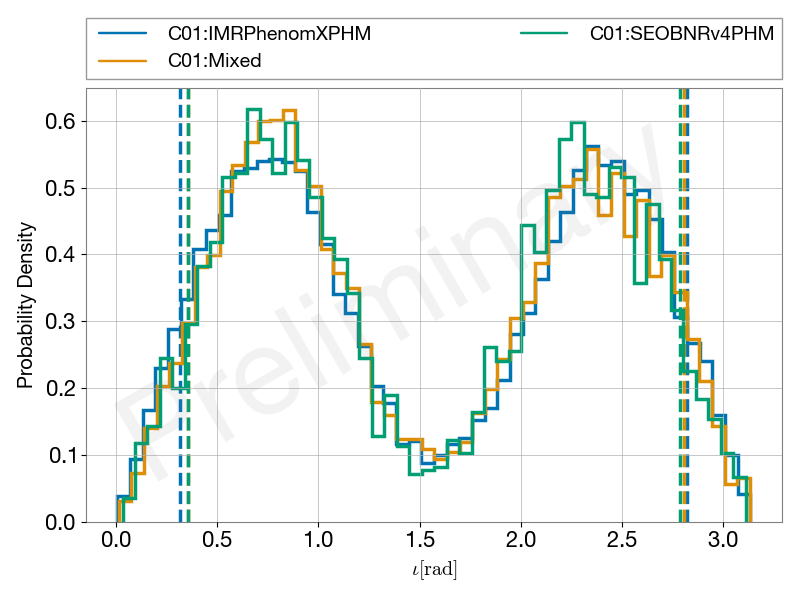 C01:IMRPhenomXPHM
C01:SEOBNRv4PHM
C01:Mixed
Preliminary
Probability Density
0.6
0.5
0.4
0.3
0.2
0.1
0.0
0.0 0.5 1.0 1.5 2.0 2.5 3.0
ι[rad]